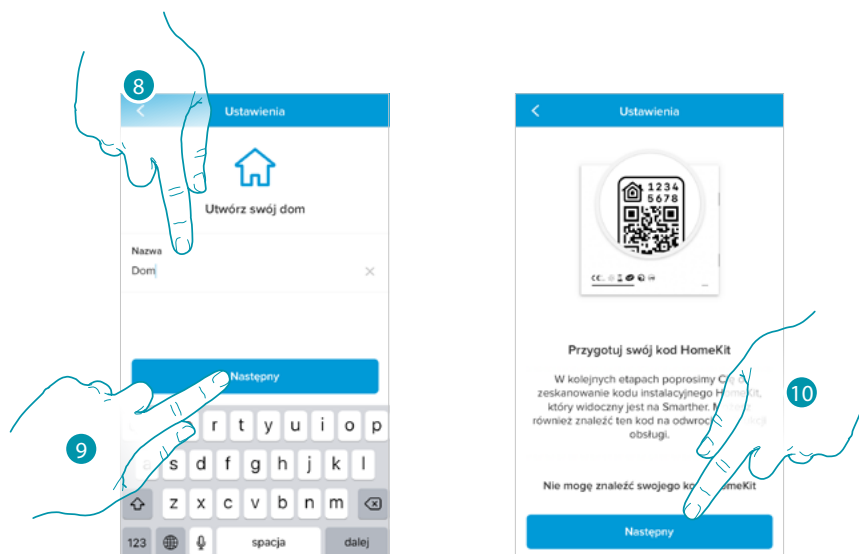 8
Ustawienia
Utwórz swój dom
Nazwa
Dom
Następny
9
r t y u i o p
a s d f g h j k l
z x c v b n m
123 spacja dalej
Ustawienia
1234
5678
Przygotuj swój kod HomeKit
W kolejnych etapach poprosimy Cię o
zeskanowanie kodu instalacyjnego HomeKit,
który widoczny jest na Smarther.
również znaleźć ten kod na
obsługi.
Nie mogę znaleźć swojego HomeKit
Następny
10